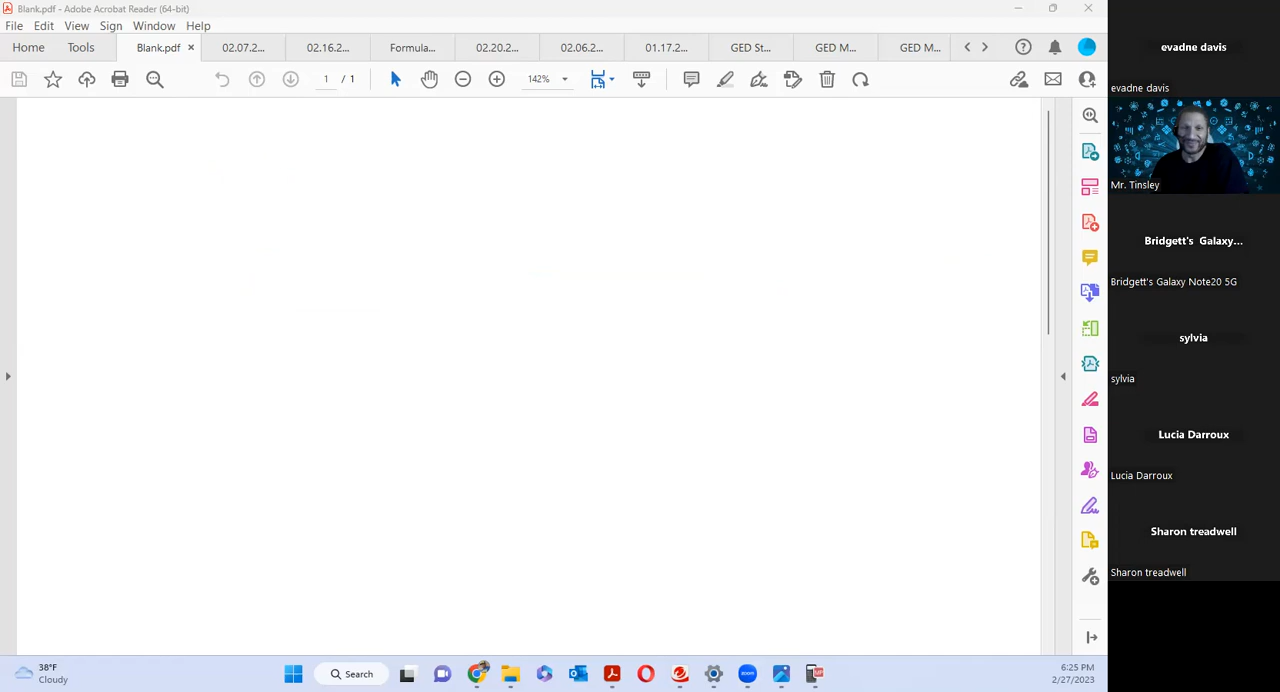 Blank.pdf - Adobe Acrobat Reader (64-bit)
File Edit View Sign Window Help
Home Tools Blank.pdf × 02.07.2... 02.16.2... Formula... 02.20.2... 02.06.2... 01.17.2... GED St... GED M... GED M...
1 / 1 142%
evadne davis
evadne davis
Mr. Tinsley
Bridgett's Galaxy...
Bridgett's Galaxy Note20 5G
sylvia
sylvia
Lucia Darroux
Lucia Darroux
Sharon treadwell
Sharon treadwell
38°F
Cloudy
Search
zoom
6:25 PM
2/27/2023